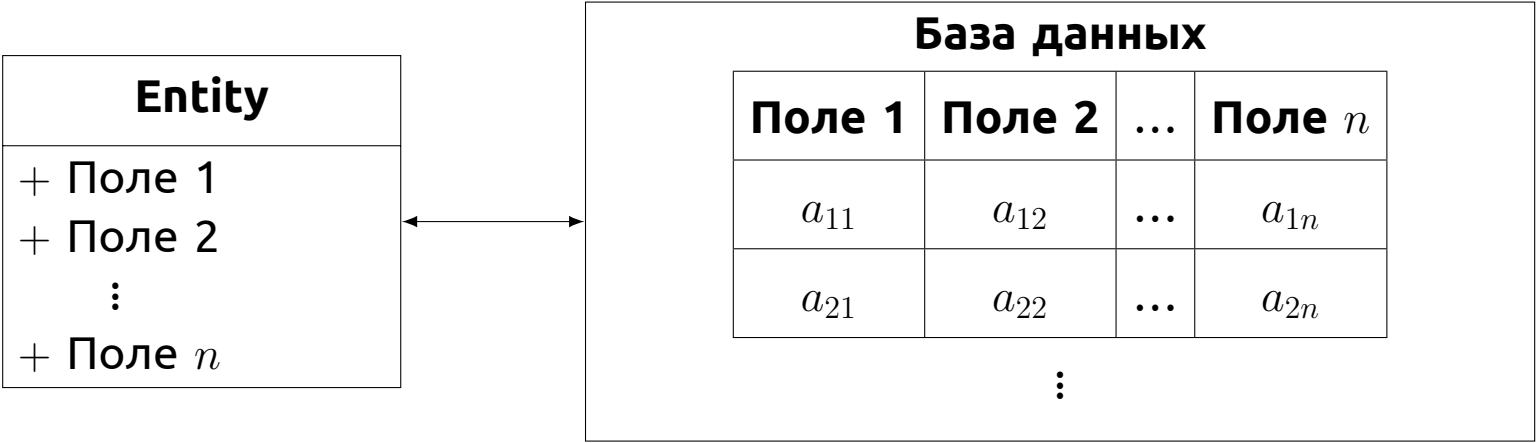 Entity
+ Поле 1
+ Поле 2
⋮
+ Поле n
База данных
Поле 1 Поле 2 ... Поле n
a₁₁ a₁₂ ... a₁ₙ
a₂₁ a₂₂ ... a₂ₙ
⋮